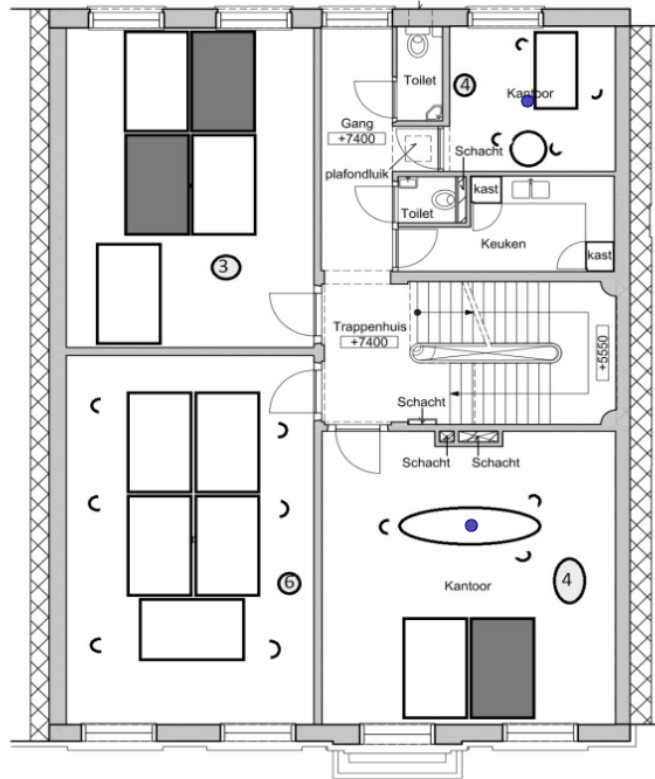 Toilet
4
Kantoor
Gang
+7400
Schacht
plafondluik
Toilet
kast
Keuken
kast
3
Trappenhuis
+7400
+5550
Schacht
Schacht
Schacht
6
Kantoor
4